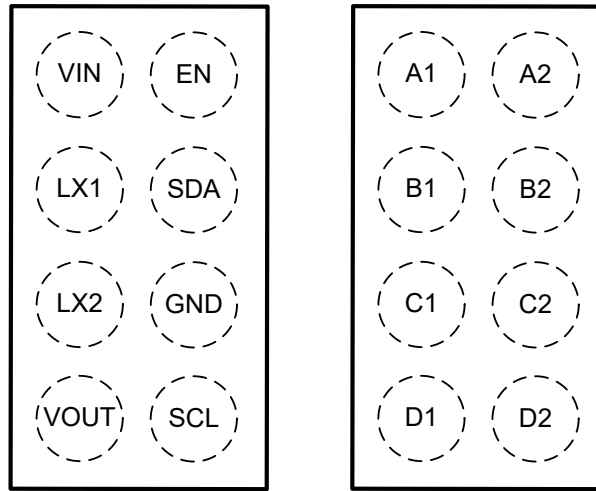 VIN EN A1 A2
LX1 SDA B1 B2
LX2 GND C1 C2
VOUT SCL D1 D2